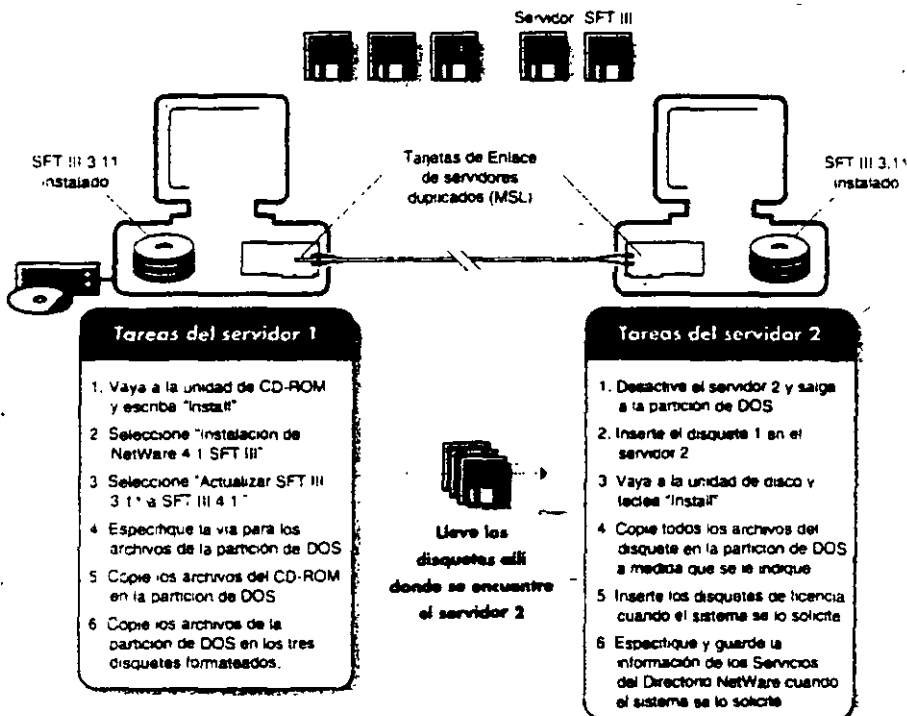 Servidor SFT III
SFT III 3.11
instalado
Tarjetas de Enlace
de servidores
duplicados (MSL)
SFT III 3.11
instalado
Tareas del servidor 1
1. Vaya a la unidad de CD-ROM
y escriba "Install"
2 Seleccione "Instalación de
NetWare 4 1 SFT III"
3 Seleccione "Actualizar SFT III
3 11 a SFT III 4 1"
4 Especifique la vía para los
archivos de la partición de DOS
5 Copie los archivos del CD-ROM
en la partición de DOS
6 Copie los archivos de la
partición de DOS en los tres
disquetes formateados.
Lleve los
disquetes allí
donde se encuentre
el servidor 2
Tareas del servidor 2
1. Desactive el servidor 2 y salga
a la partición de DOS
2. Inserte el disquete 1 en el
servidor 2
3 Vaya a la unidad de disco y
teclee "Install"
4 Copie todos los archivos del
disquete en la partición de DOS
a medida que se le indique
5 Inserte los disquetes de licencia
cuando el sistema se lo solicite
6 Especifique y guarde la
información de los Servicios
del Directorio NetWare cuando
el sistema se lo solicite